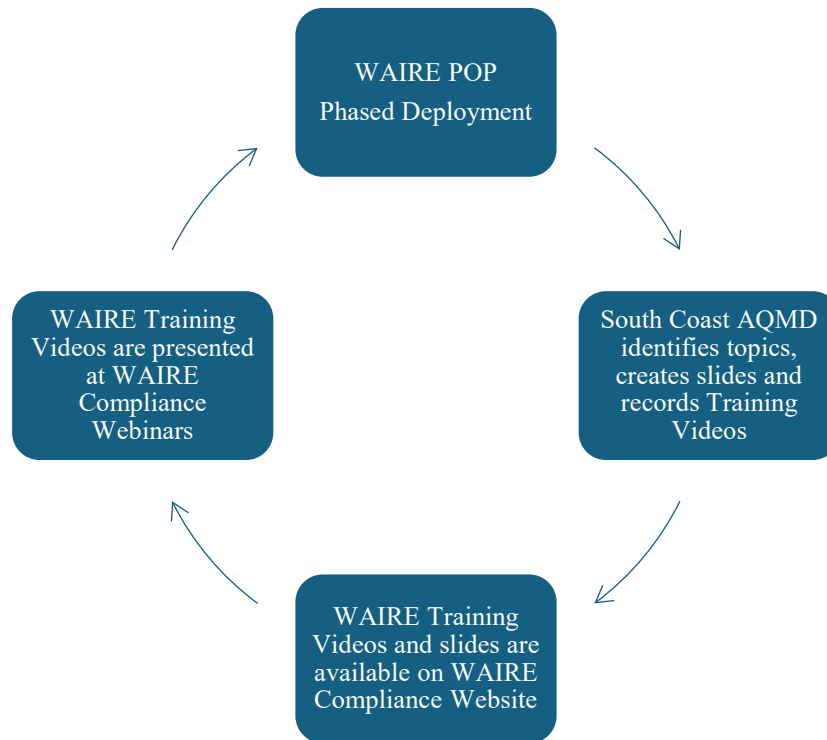 WAIRE POP
Phased Deployment
South Coast AQMD
identifies topics,
creates slides and
records Training
Videos
WAIRE Training
Videos and slides are
available on WAIRE
Compliance Website
WAIRE Training
Videos are presented
at WAIRE
Compliance
Webinars